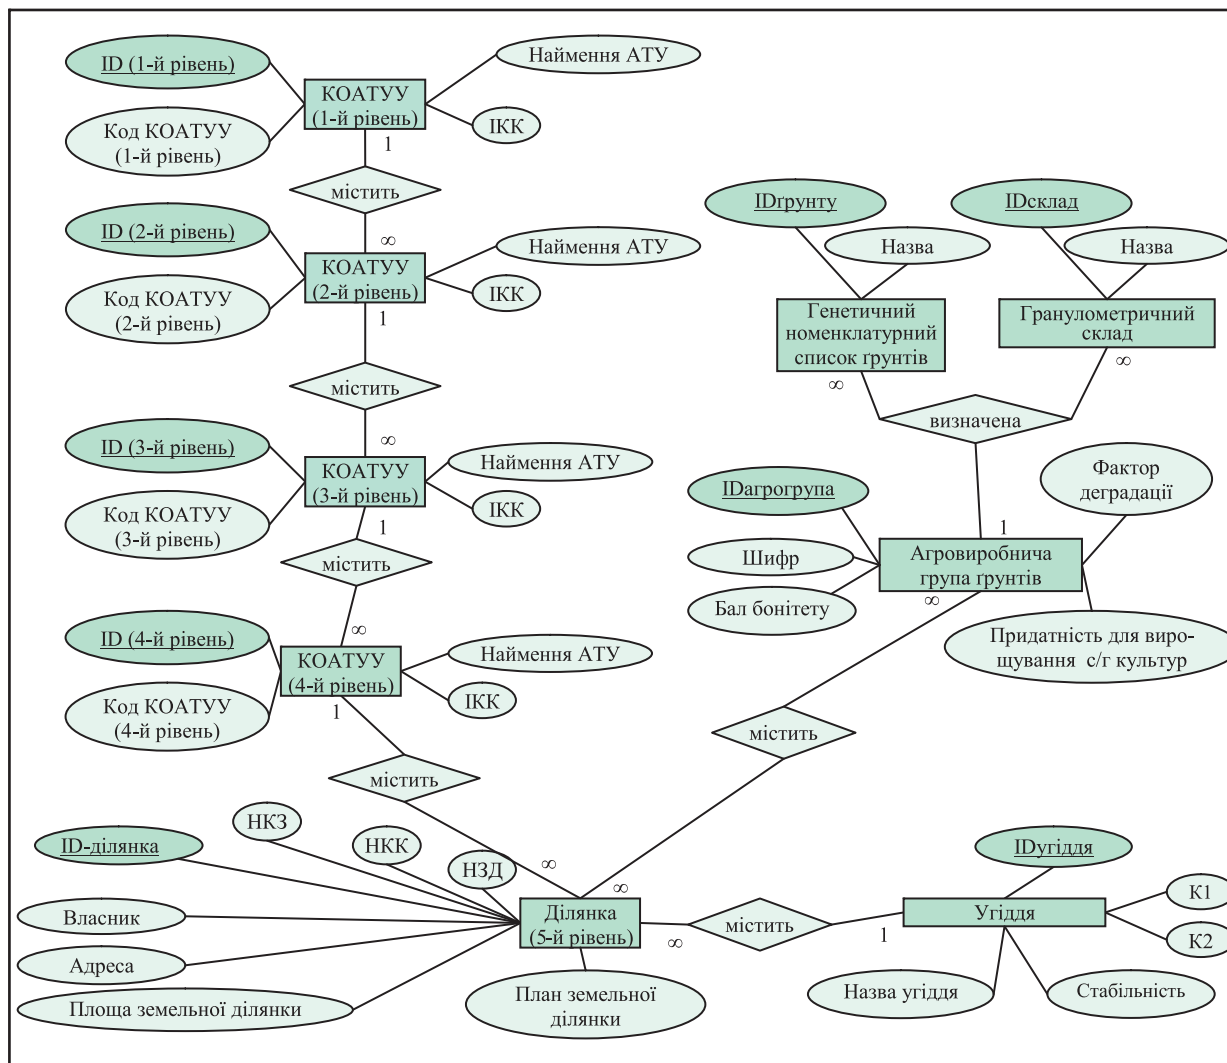 ID (1-й рівень)
Найменння АТУ
КОАТУУ
(1-й рівень)
Код КОАТУУ
(1-й рівень)
ІКК
1
містить
∞
ID (2-й рівень)
Найменння АТУ
КОАТУУ
(2-й рівень)
Код КОАТУУ
(2-й рівень)
ІКК
1
містить
∞
ID (3-й рівень)
Найменння АТУ
КОАТУУ
(3-й рівень)
Код КОАТУУ
(3-й рівень)
ІКК
1
містить
∞
ID (4-й рівень)
Найменння АТУ
КОАТУУ
(4-й рівень)
Код КОАТУУ
(4-й рівень)
ІКК
1
містить
∞
IDґрунту
Назва
IDсклад
Назва
Генетичний
номенклатурний
список ґрунтів
Гранулометричний
склад
∞
∞
визначена
1
IDагрогрупа
Шифр
Бал бонітету
Фактор
деградації
Агровиробнича
група ґрунтів
Придатність для виро-
щування с/г культур
∞
містить
∞
НКЗ
НКК
НЗД
ID-ділянка
Власник
Адреса
Площа земельної ділянки
Ділянка
(5-й рівень)
План земельної
ділянки
∞
містить
1
IDугіддя
Угіддя
К1
К2
Назва угіддя
Стабільність